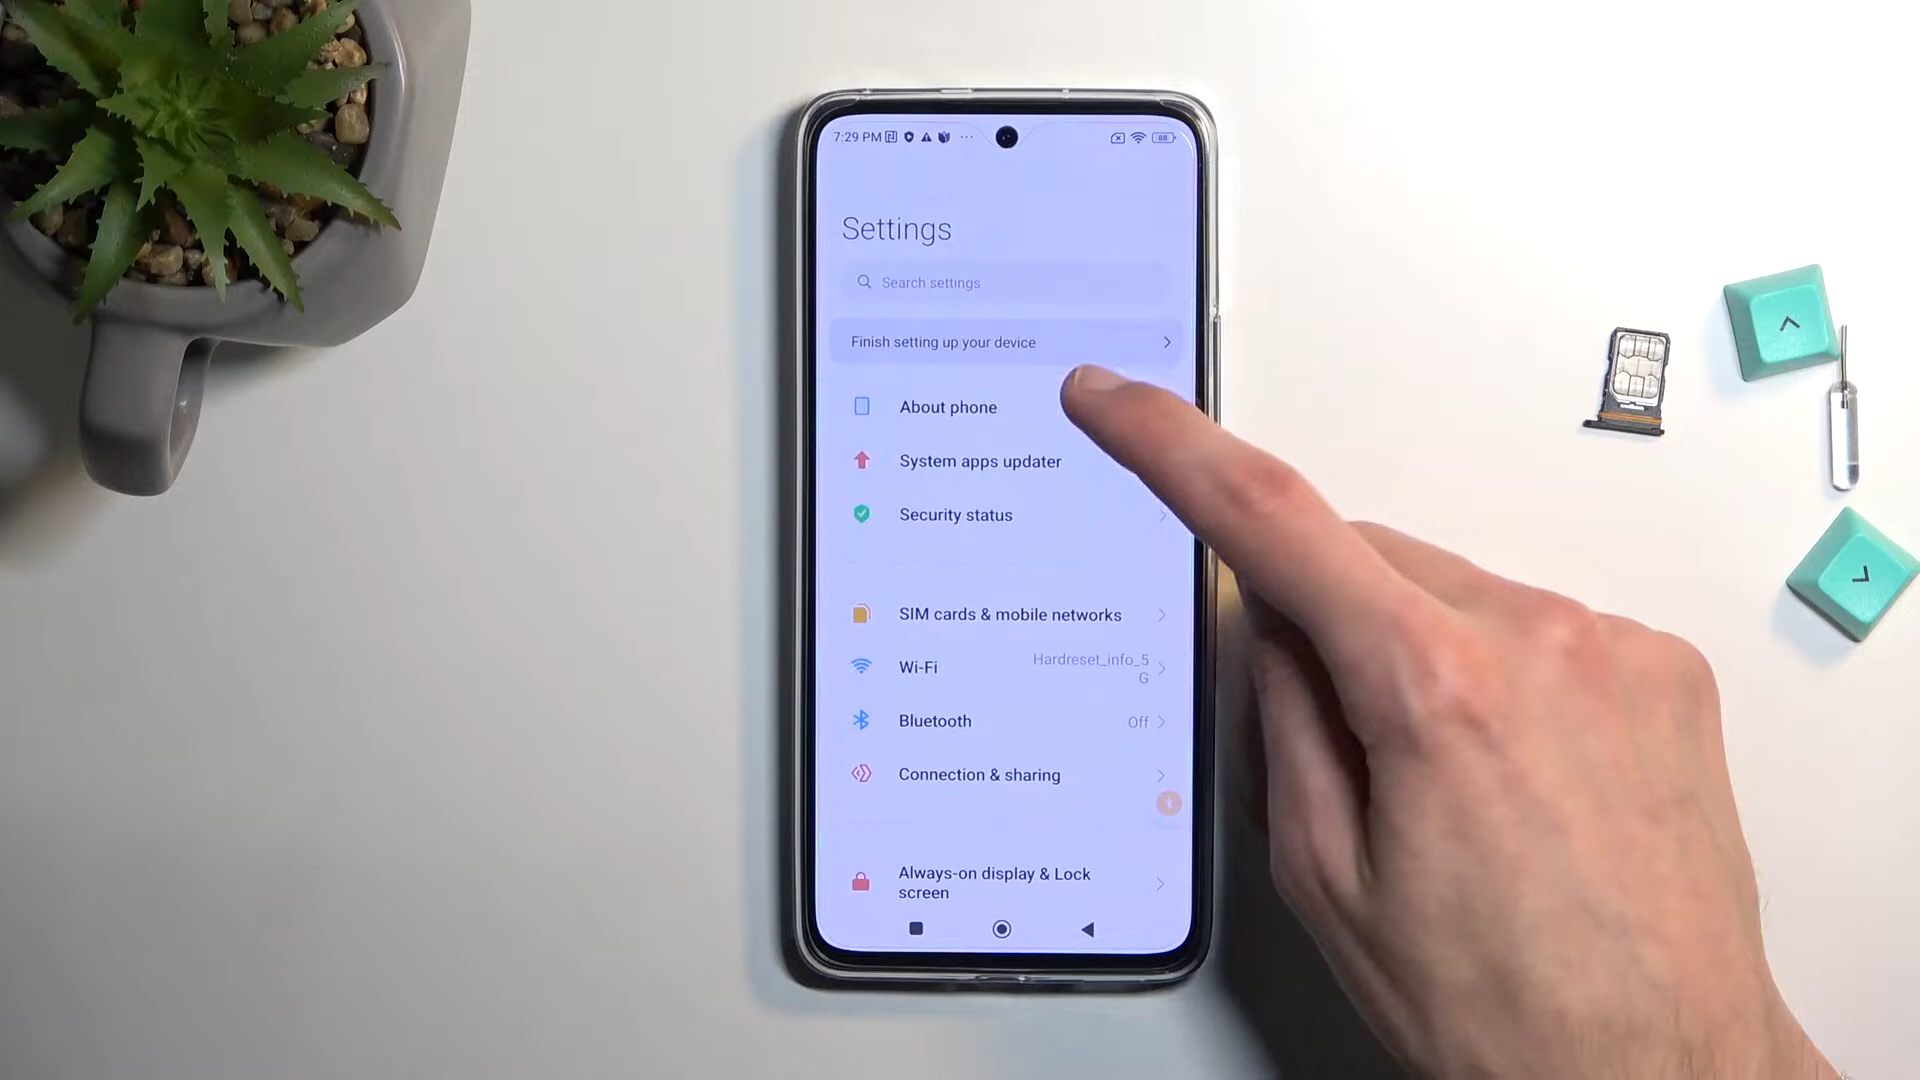 7:29 PM
88
Settings
Search settings
Finish setting up your device
About phone
System apps updater
Security status
SIM cards & mobile networks
Wi-Fi
Hardreset_info_5
G
Bluetooth
Off
Connection & sharing
Always-on display & Lock
screen